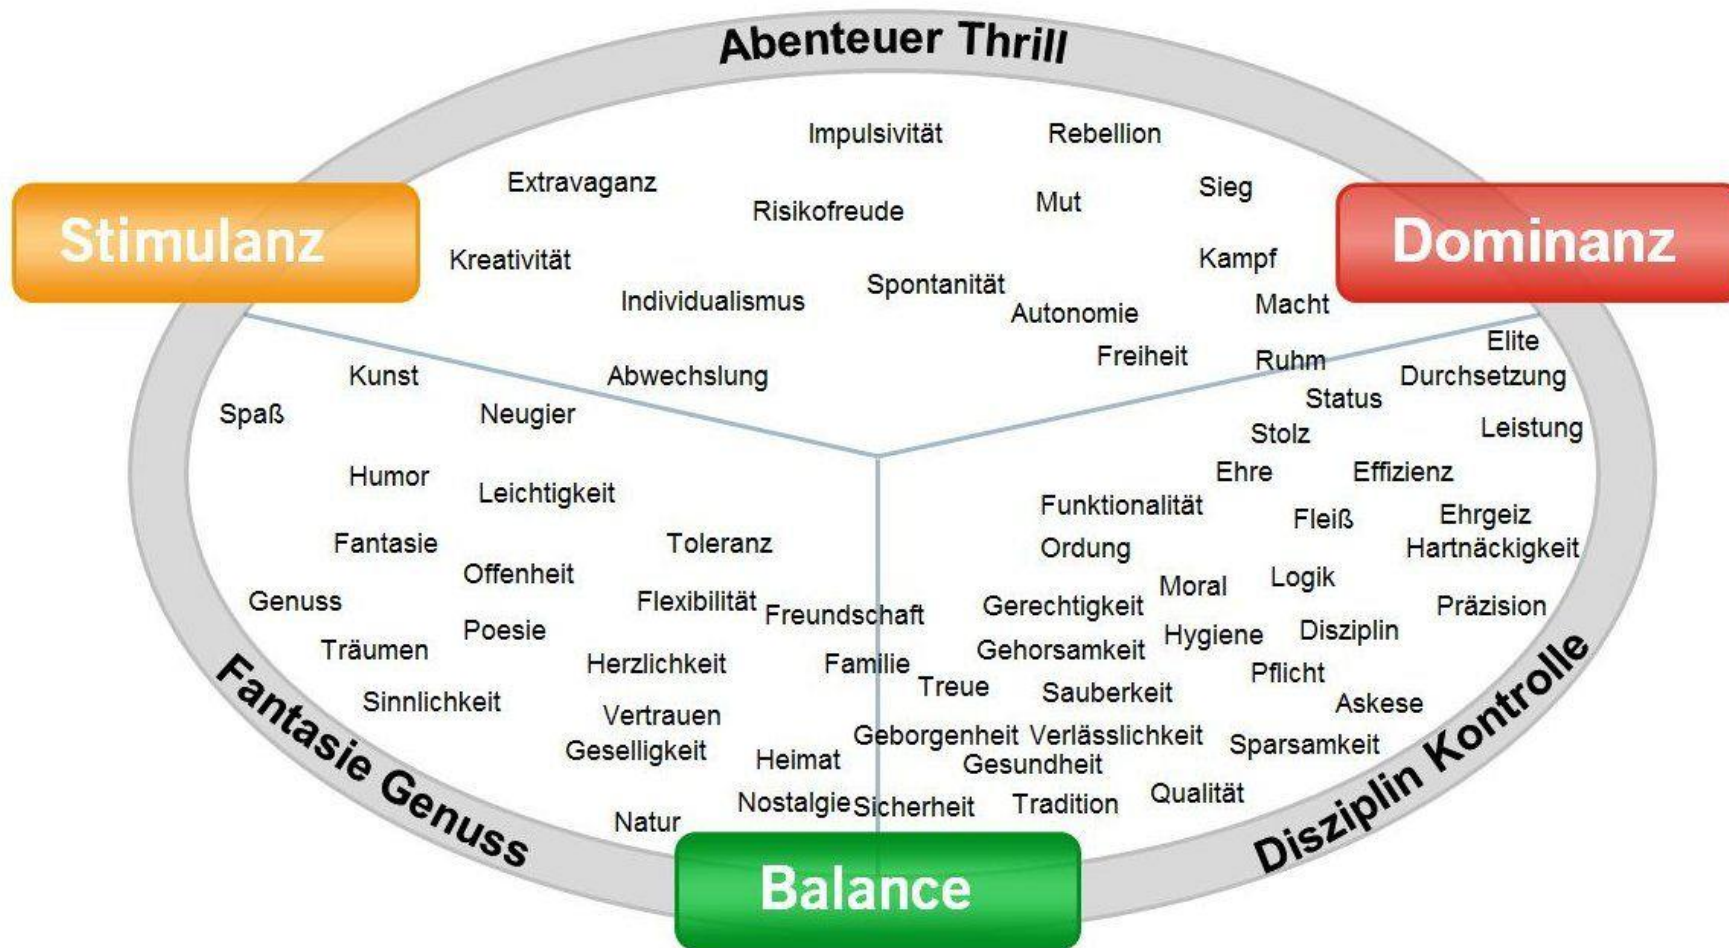 Abenteuer Thrill
Impulsivität
Rebellion
Extravaganz
Sieg
Risikofreude
Mut
Stimulanz
Dominanz
Kreativität
Kampf
Spontanität
Individualismus
Macht
Autonomie
Elite
Freiheit
Ruhm
Kunst
Abwechslung
Durchsetzung
Status
Spaß
Neugier
Leistung
Stolz
Humor
Ehre
Effizienz
Leichtigkeit
Funktionalität
Fleiß
Ehrgeiz
Fantasie
Toleranz
Ordung
Hartnäckigkeit
Offenheit
Logik
Moral
Genuss
Flexibilität
Freundschaft
Gerechtigkeit
Präzision
Poesie
Hygiene
Disziplin
Träumen
Herzlichkeit
Familie
Gehorsamkeit
Pflicht
Treue
Sauberkeit
Sinnlichkeit
Askese
Vertrauen
Geborgenheit
Verlässlichkeit
Sparsamkeit
Geselligkeit
Heimat
Gesundheit
Qualität
Nostalgie
Sicherheit
Tradition
Natur
Fantasie Genuss
Disziplin Kontrolle
Balance